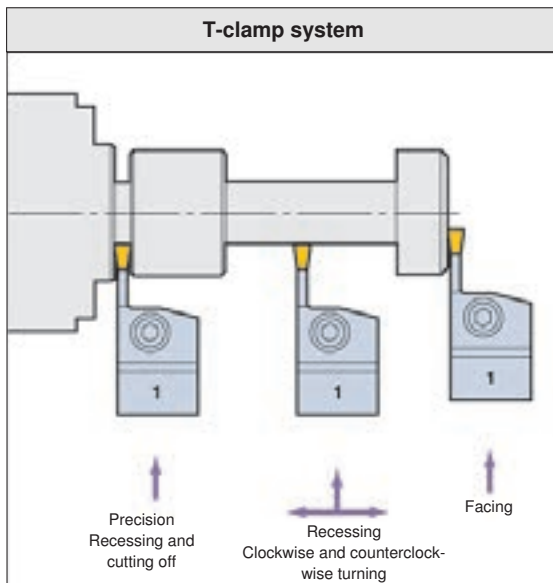 T-clamp system
1
1
1
Precision
Recessing and
cutting off
Recessing
Clockwise and counterclock-
wise turning
Facing